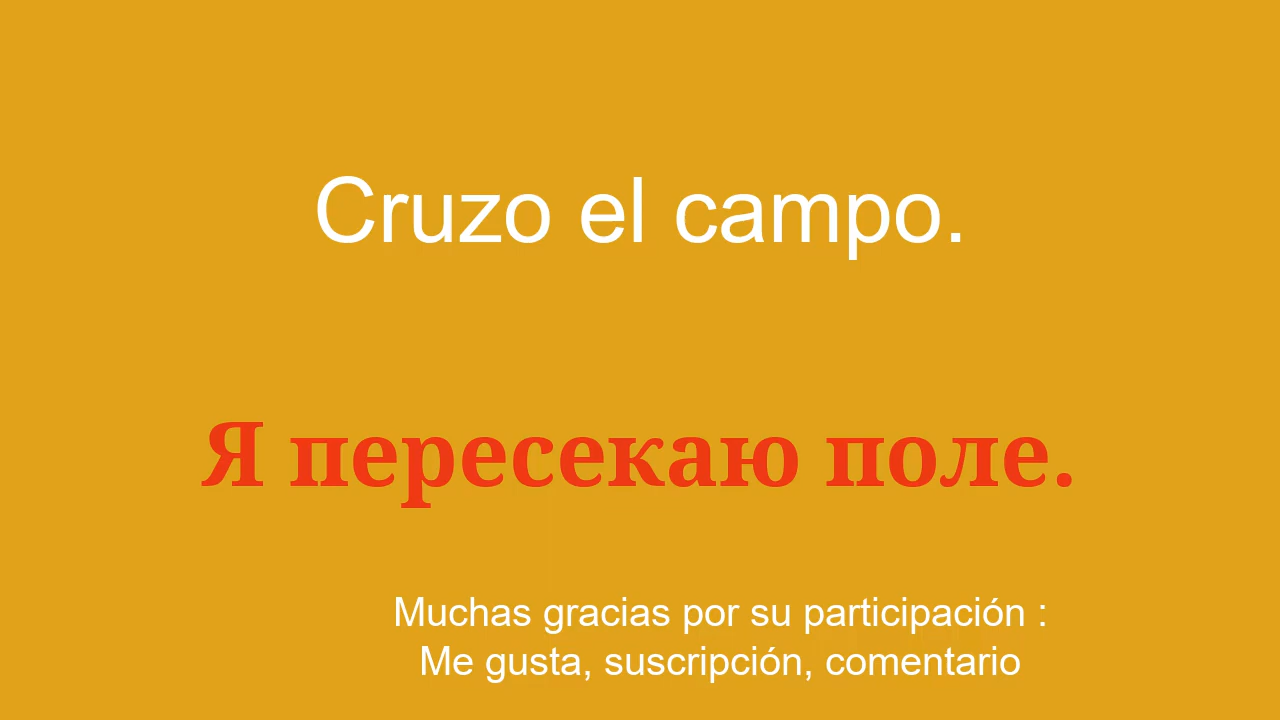 Cruzo el campo.
Я пересекаю поле.
Muchas gracias por su participación :
Me gusta, suscripción, comentario